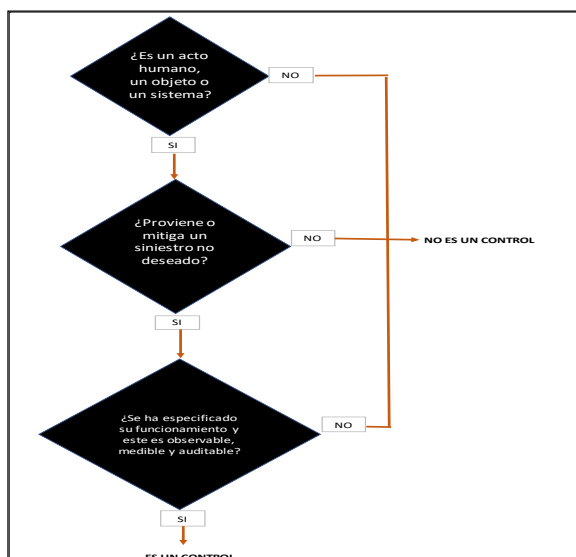 ¿Es un acto
humano,
un objeto o
un sistema?
NO
SI
¿Proviene o
mitiga un
siniestro no
deseado?
NO
NO ES UN CONTROL
SI
¿Se ha especificado
su funcionamiento y
este es observable,
medible y auditable?
NO
SI
ES UN CONTROL